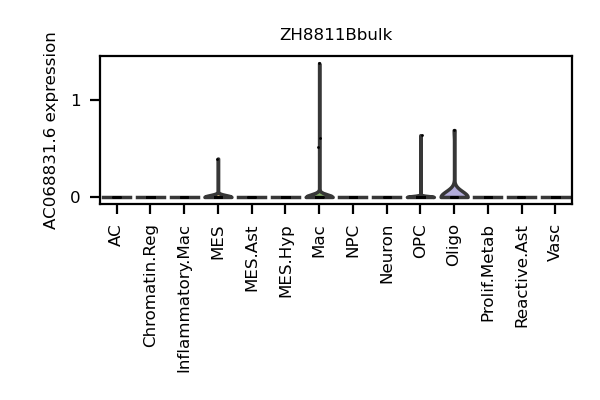 ZH8811Bbulk
AC068831.6 expression
1
0
AC
Chromatin.Reg
Inflammatory.Mac
MES
MES.Ast
MES.Hyp
Mac
NPC
Neuron
OPC
Oligo
Prolif.Metab
Reactive.Ast
Vasc